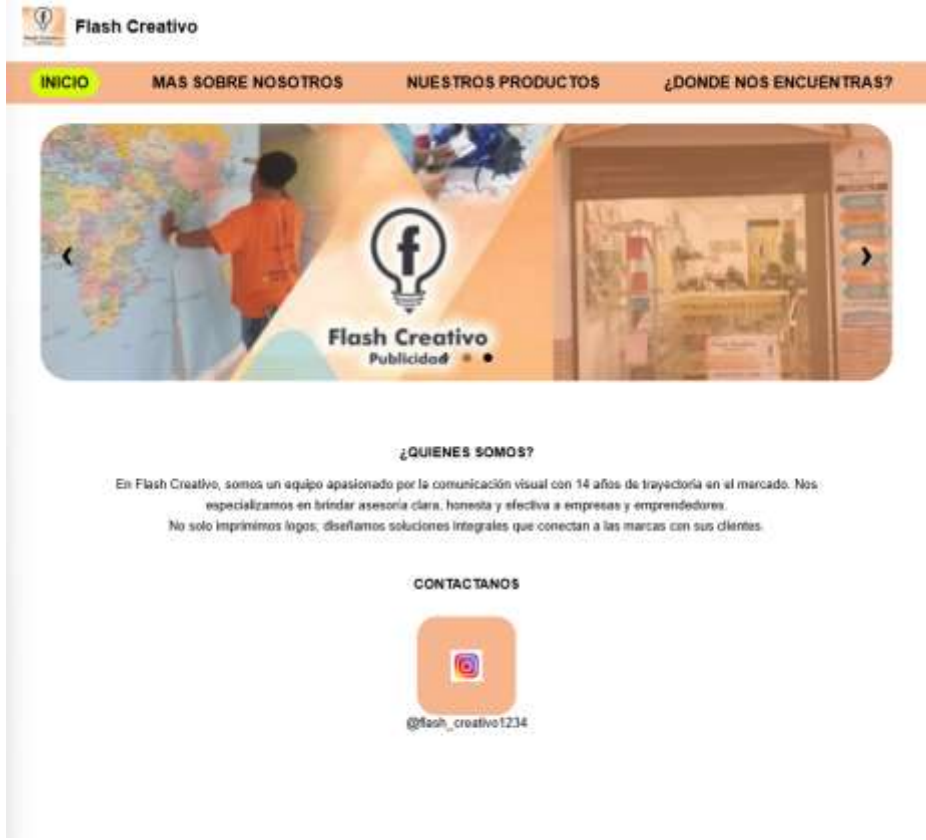 Flash Creativo
INICIO
MAS SOBRE NOSOTROS
NUESTROS PRODUCTOS
¿DONDE NOS ENCUENTRAS?
f
Flash Creativo
Publicidad
¿QUIENES SOMOS?
En Flash Creativo, somos un equipo apasionado por la comunicación visual con 14 años de trayectoria en el mercado. Nos
especializamos en brindar asesoría clara, honesta y efectiva a empresas y emprendedores.
No solo imprimimos logos; diseñamos soluciones integrales que conectan a las marcas con sus clientes.
CONTACTANOS
@flash_creativo1234